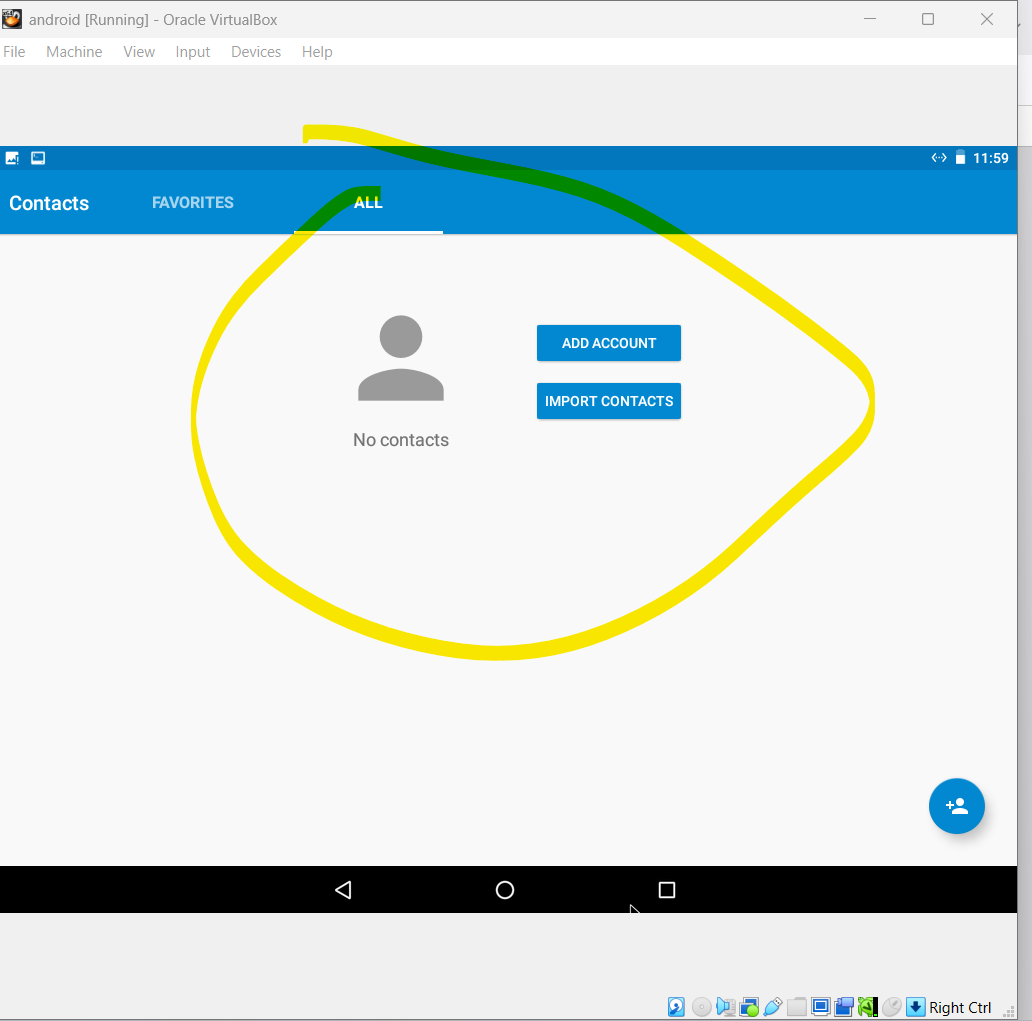 android [Running] - Oracle VirtualBox
File Machine View Input Devices Help
11:59
Contacts FAVORITES ALL
ADD ACCOUNT
IMPORT CONTACTS
No contacts
Right Ctrl